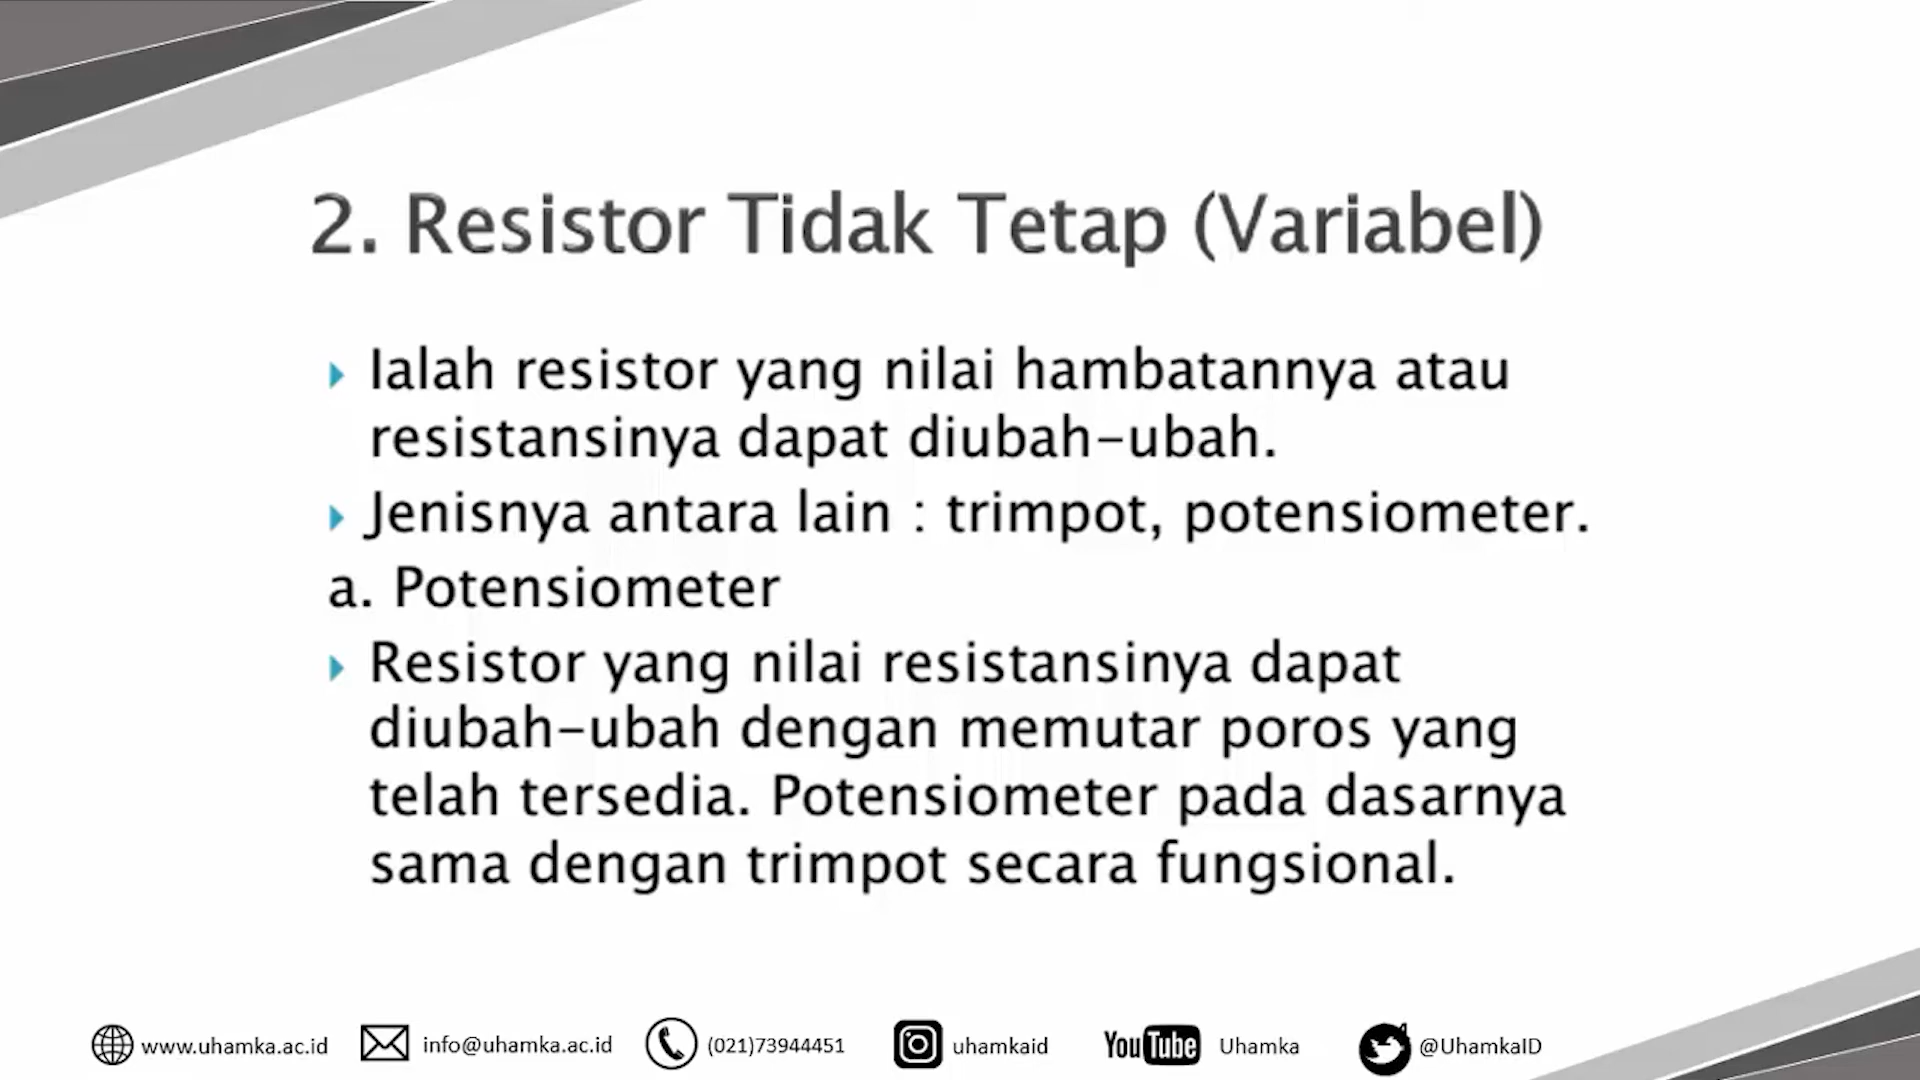 2. Resistor Tidak Tetap (Variabel)
Ialah resistor yang nilai hambatannya atau
resistansinya dapat diubah-ubah.
Jenisnya antara lain : trimpot, potensiometer.
a. Potensiometer
Resistor yang nilai resistansinya dapat
diubah-ubah dengan memutar poros yang
telah tersedia. Potensiometer pada dasarnya
sama dengan trimpot secara fungsional.
www.uhamka.ac.id info@uhamka.ac.id (021)73944451 uhamkaid YouTube Uhamka @UhamkaID